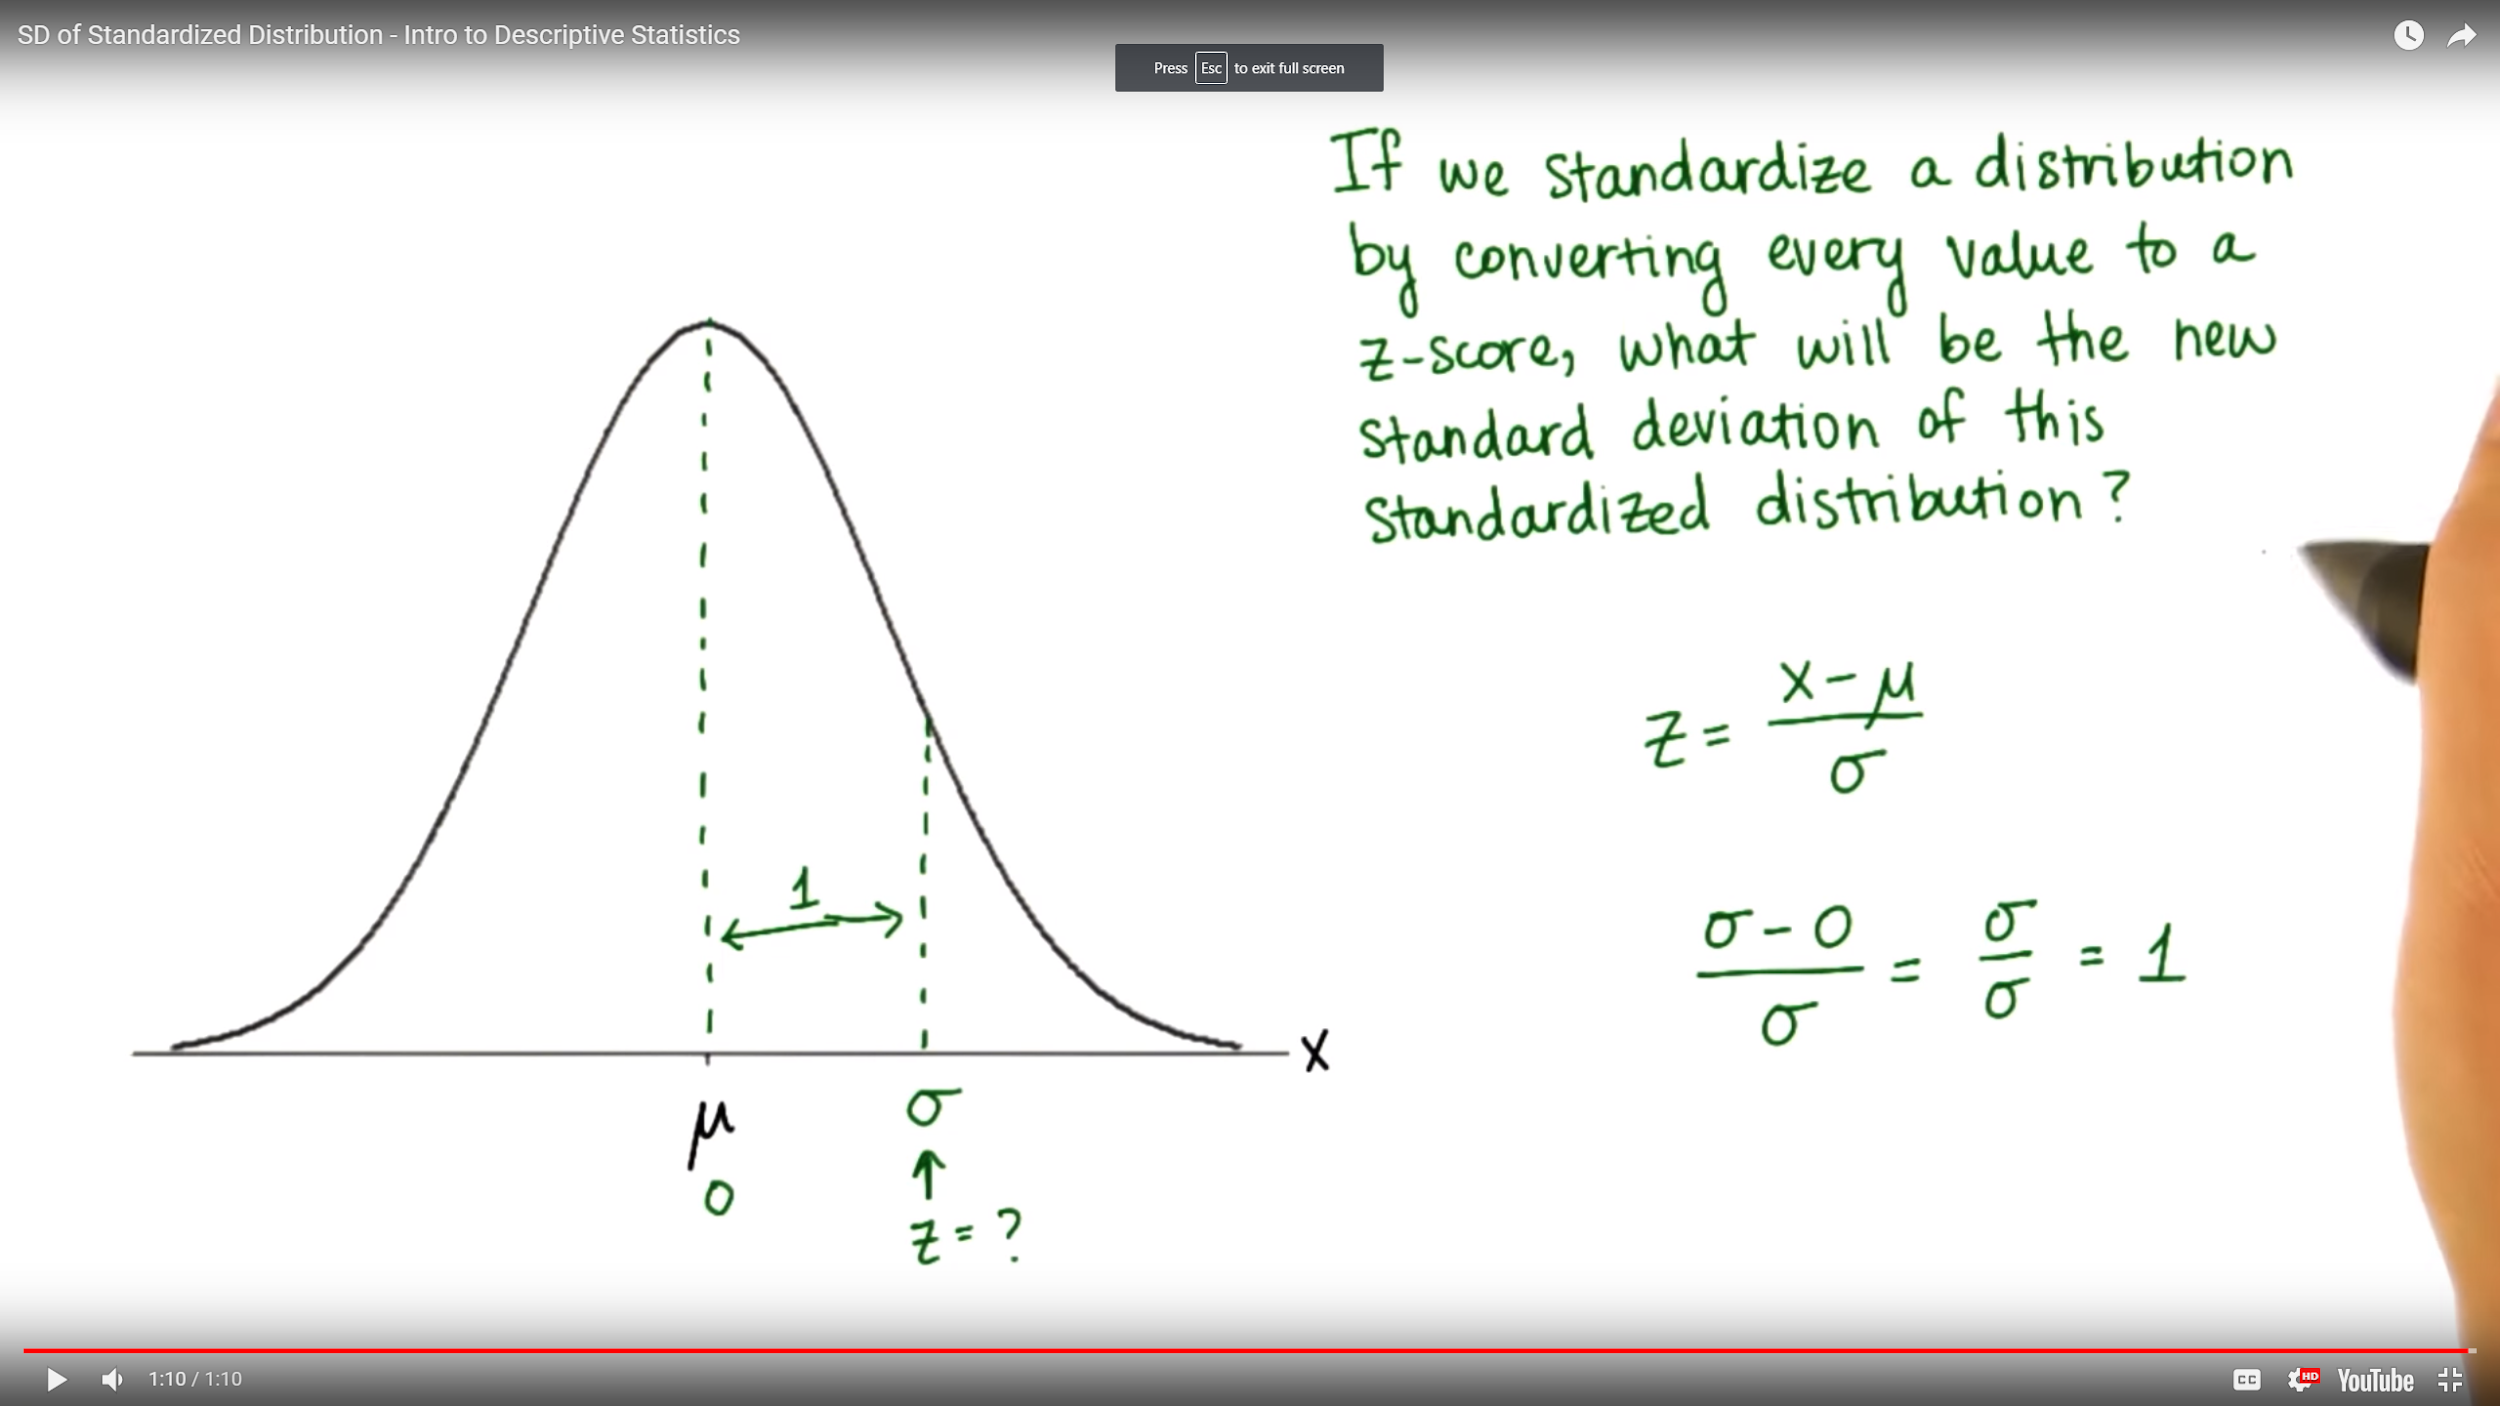 SD of Standardized Distribution - Intro to Descriptive Statistics
Press Esc to exit full screen
If we standardize a distribution
by converting every value to a
z-score, what will be the new
standard deviation of this
standardized distribution?
z = x - μ / σ
1
σ - 0 / σ = σ / σ = 1
x
μ σ
0
z = ?
1:10 / 1:10
CC
HD
YouTube